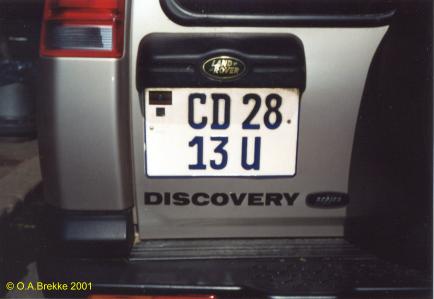 LAND-
ROVER
CD 28
13 U
DISCOVERY
© O.A.Brekke 2001